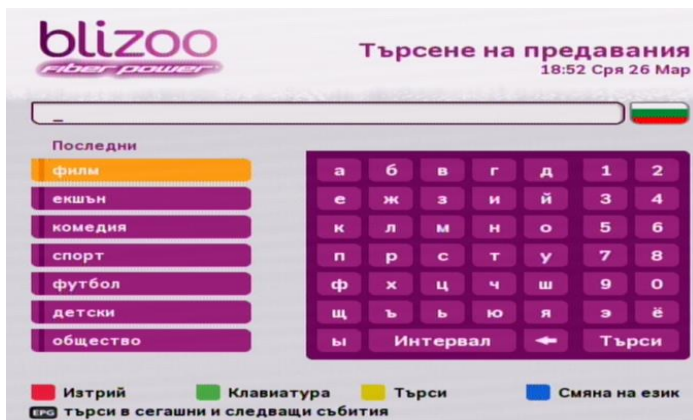 blizoo
Fiber power
Търсене на предавания
18:52 Сря 26 Мар
_
Последни
филм
екшън
комедия
спорт
футбол
детски
общество
а б в г д 1 2
е ж з и й 3 4
к л м н о 5 6
п р с т у 7 8
ф х ц ч ш 9 0
щ ъ ь ю я э ё
ы Интервал ← Търси
Изтрий Клавиатура Търси Смяна на език
EPG търси в сегашни и следващи събития